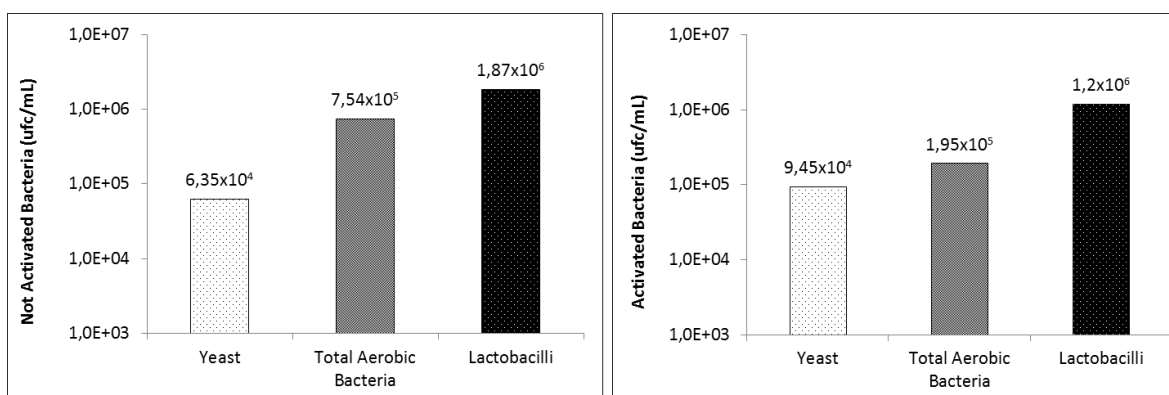 Not Activated Bacteria (ufc/mL)
1,0E+07
1,0E+06
1,0E+05
1,0E+04
1,0E+03
6,35x10⁴
7,54x10⁵
1,87x10⁶
Yeast
Total Aerobic
Bacteria
Lactobacilli
Activated Bacteria (ufc/mL)
1,0E+07
1,0E+06
1,0E+05
1,0E+04
1,0E+03
9,45x10⁴
1,95x10⁵
1,2x10⁶
Yeast
Total Aerobic
Bacteria
Lactobacilli